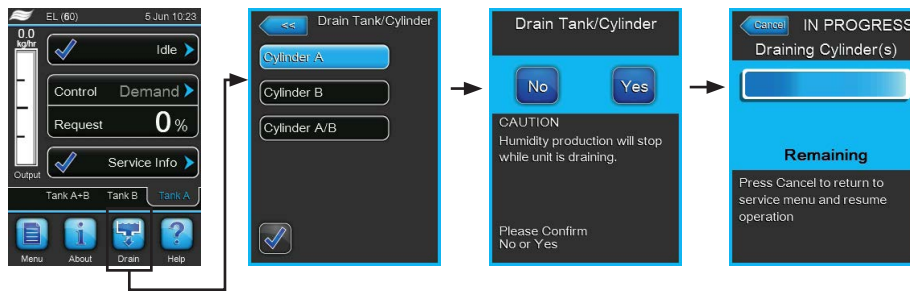 EL (60) 5 Jun 10:23
0.0
kg/hr
Idle
Control Demand
Request 0 %
Service Info
Output
Tank A+B Tank B Tank A
Menu About Drain Help
<< Drain Tank/Cylinder
Cylinder A
Cylinder B
Cylinder A/B
Drain Tank/Cylinder
No Yes
CAUTION
Humidity production will stop
while unit is draining.
Please Confirm
No or Yes
Cancel IN PROGRESS
Draining Cylinder(s)
Remaining
Press Cancel to return to
service menu and resume
operation